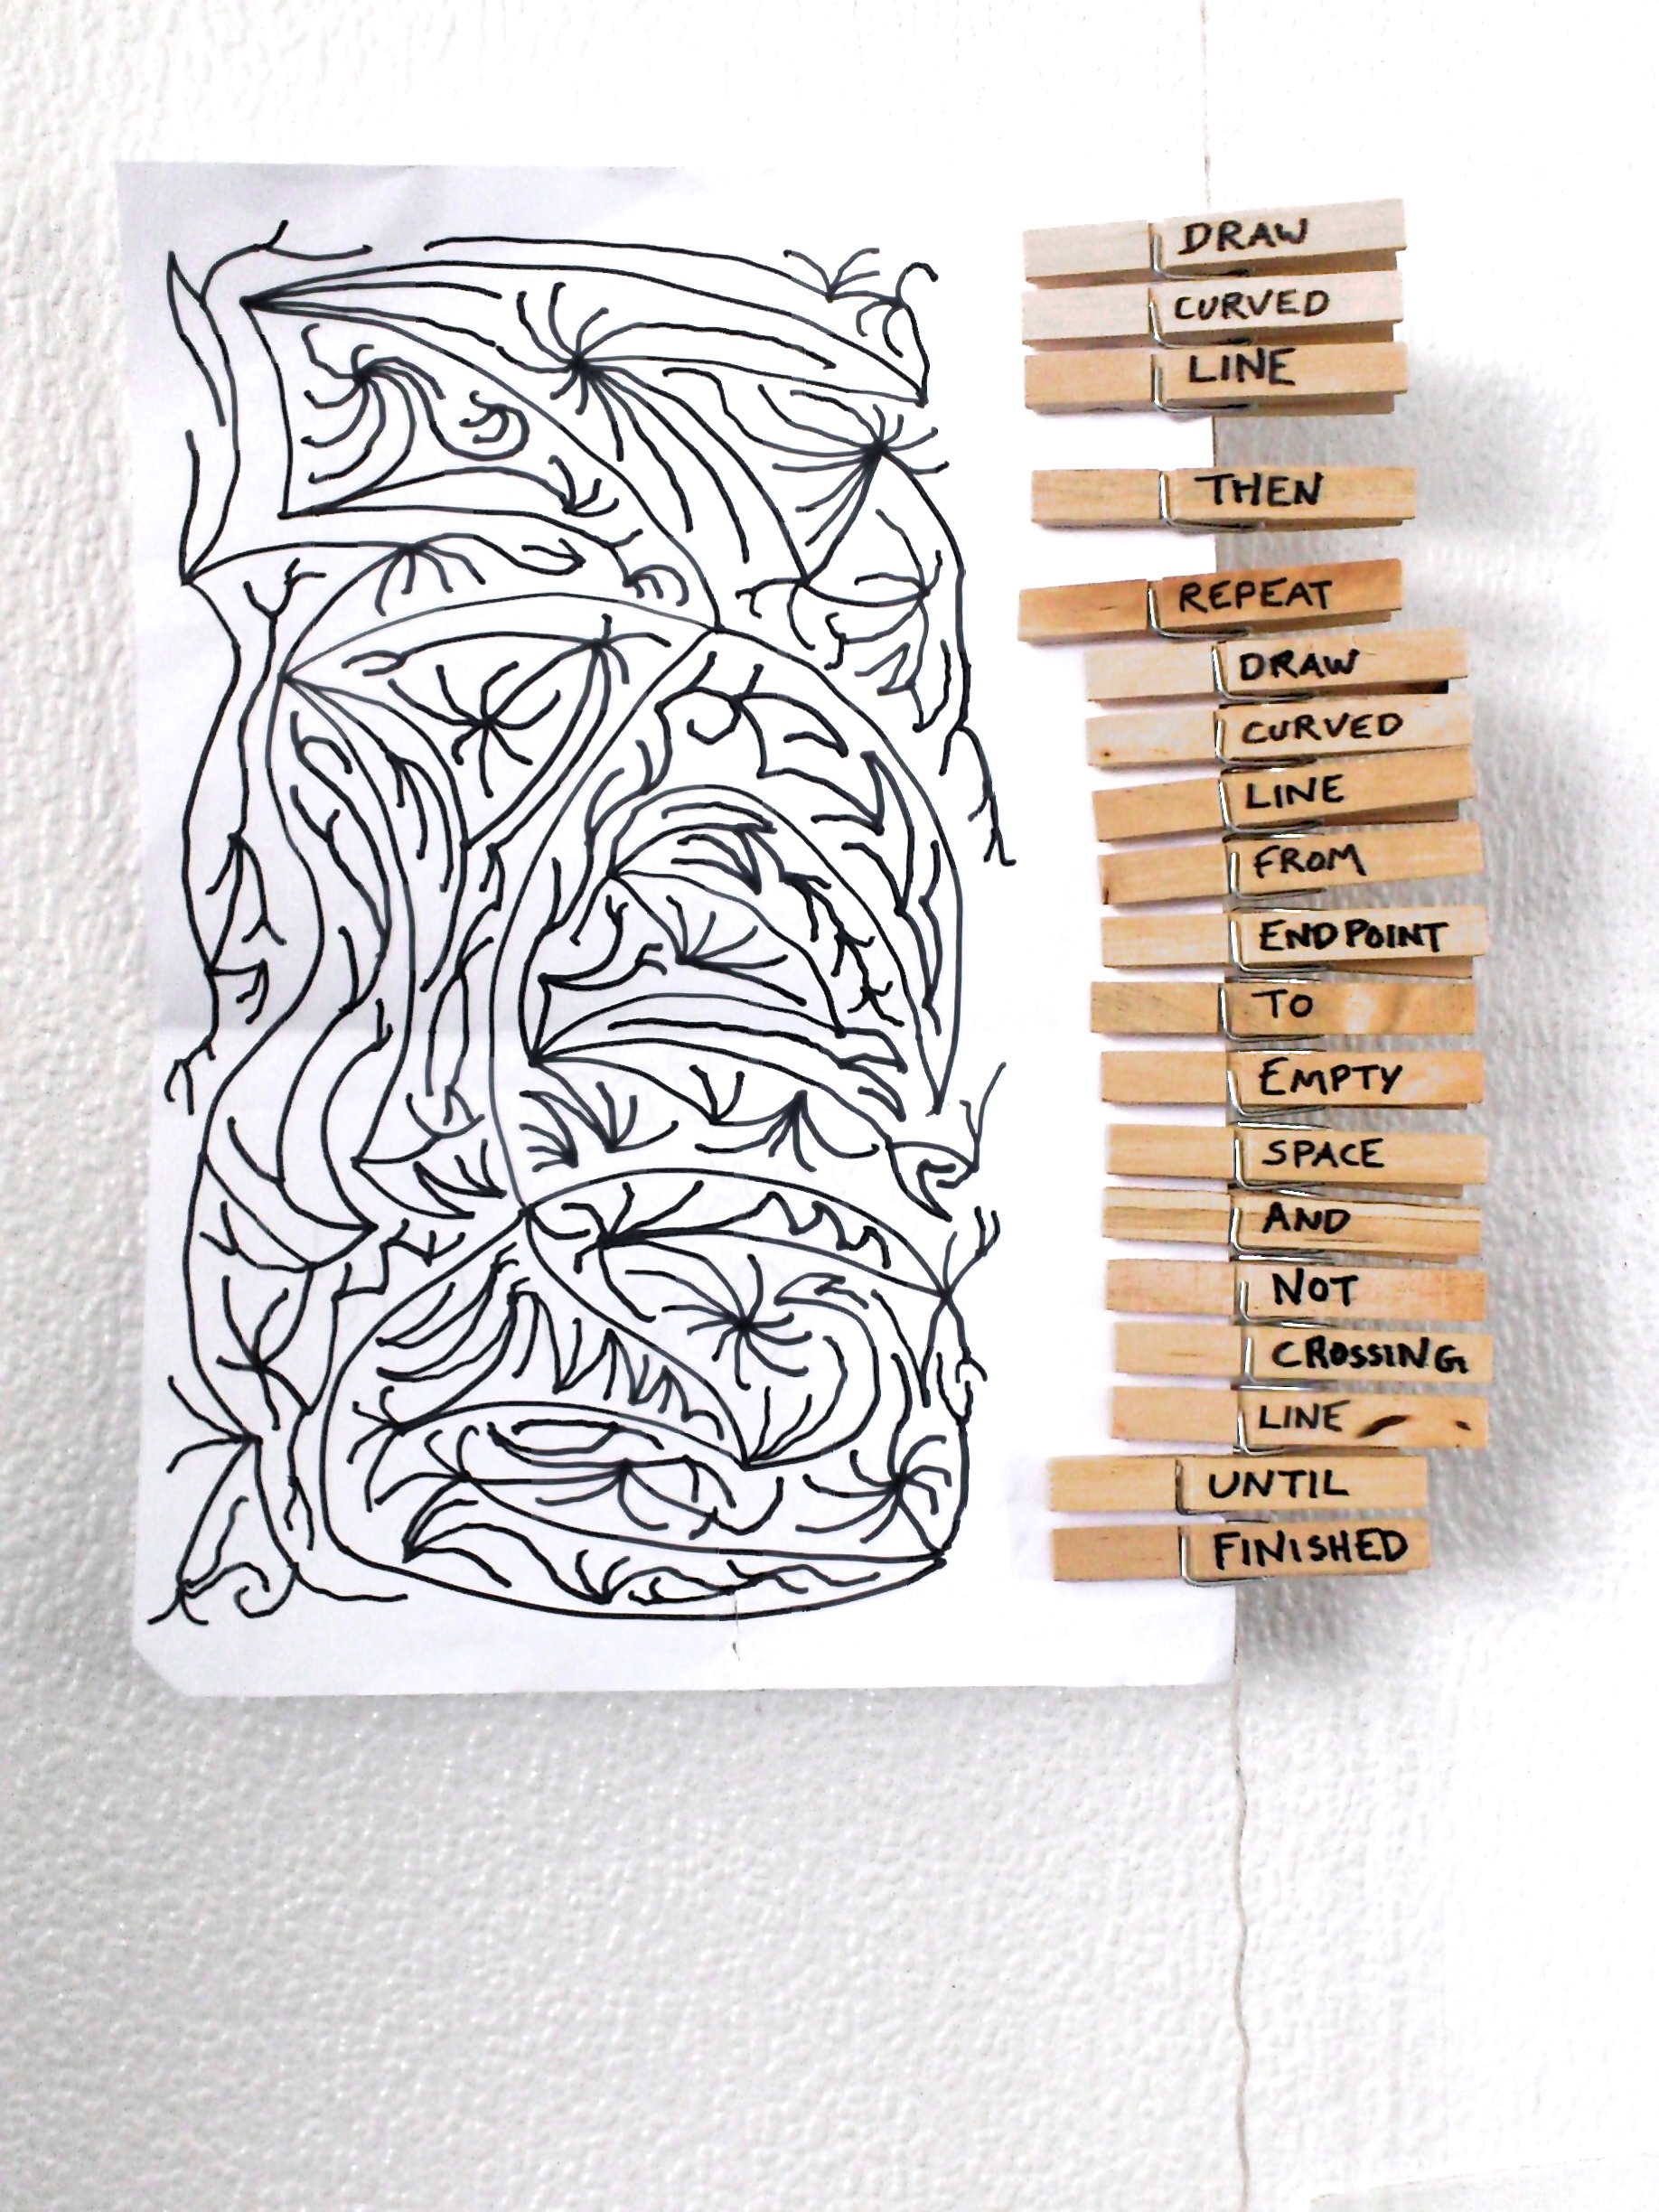 DRAW
CURVED
LINE
THEN
REPEAT
DRAW
CURVED
LINE
FROM
ENDPOINT
TO
EMPTY
SPACE
AND
NOT
CROSSING
LINE
UNTIL
FINISHED